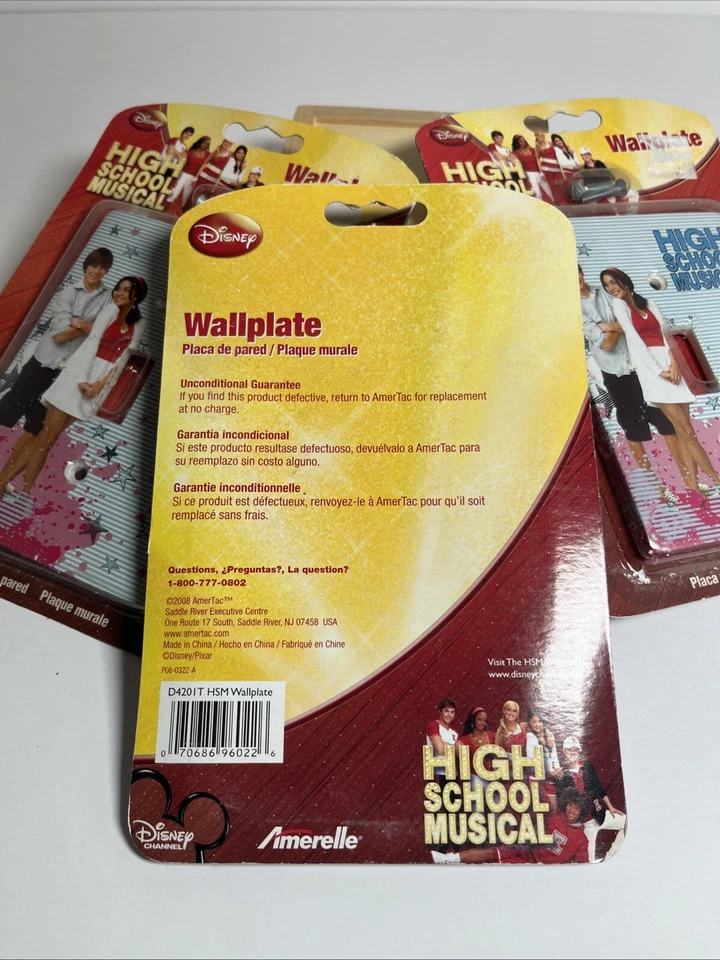 Disney
HIGH
SCHOOL
MUSICAL
Disney
Wallplate
HIGH
Disney
Wallplate
Placa de pared / Plaque murale
Unconditional Guarantee
If you find this product defective, return to AmerTac for replacement
at no charge.
Garantía incondicional
Si este producto resultase defectuoso, devuélvalo a AmerTac para
su reemplazo sin costo alguno.
Garantie inconditionnelle
Si ce produit est défectueux, renvoyez-le à AmerTac pour qu'il soit
remplacé sans frais.
Questions, ¿Preguntas?, La question?
1-800-777-0802
©2008 AmerTac™
Saddle River Executive Centre
One Route 17 South, Saddle River, NJ 07458 USA
www.amertac.com
Made in China / Hecho en China / Fabriqué en Chine
©Disney/Pixar
P08-0322-A
D4201T HSM Wallplate
0 70686 96022 6
Visit The HSM
www.disney
HIGH
SCHOOL
MUSICAL
Disney
CHANNEL
Amerelle®
pared Plaque murale
Placa